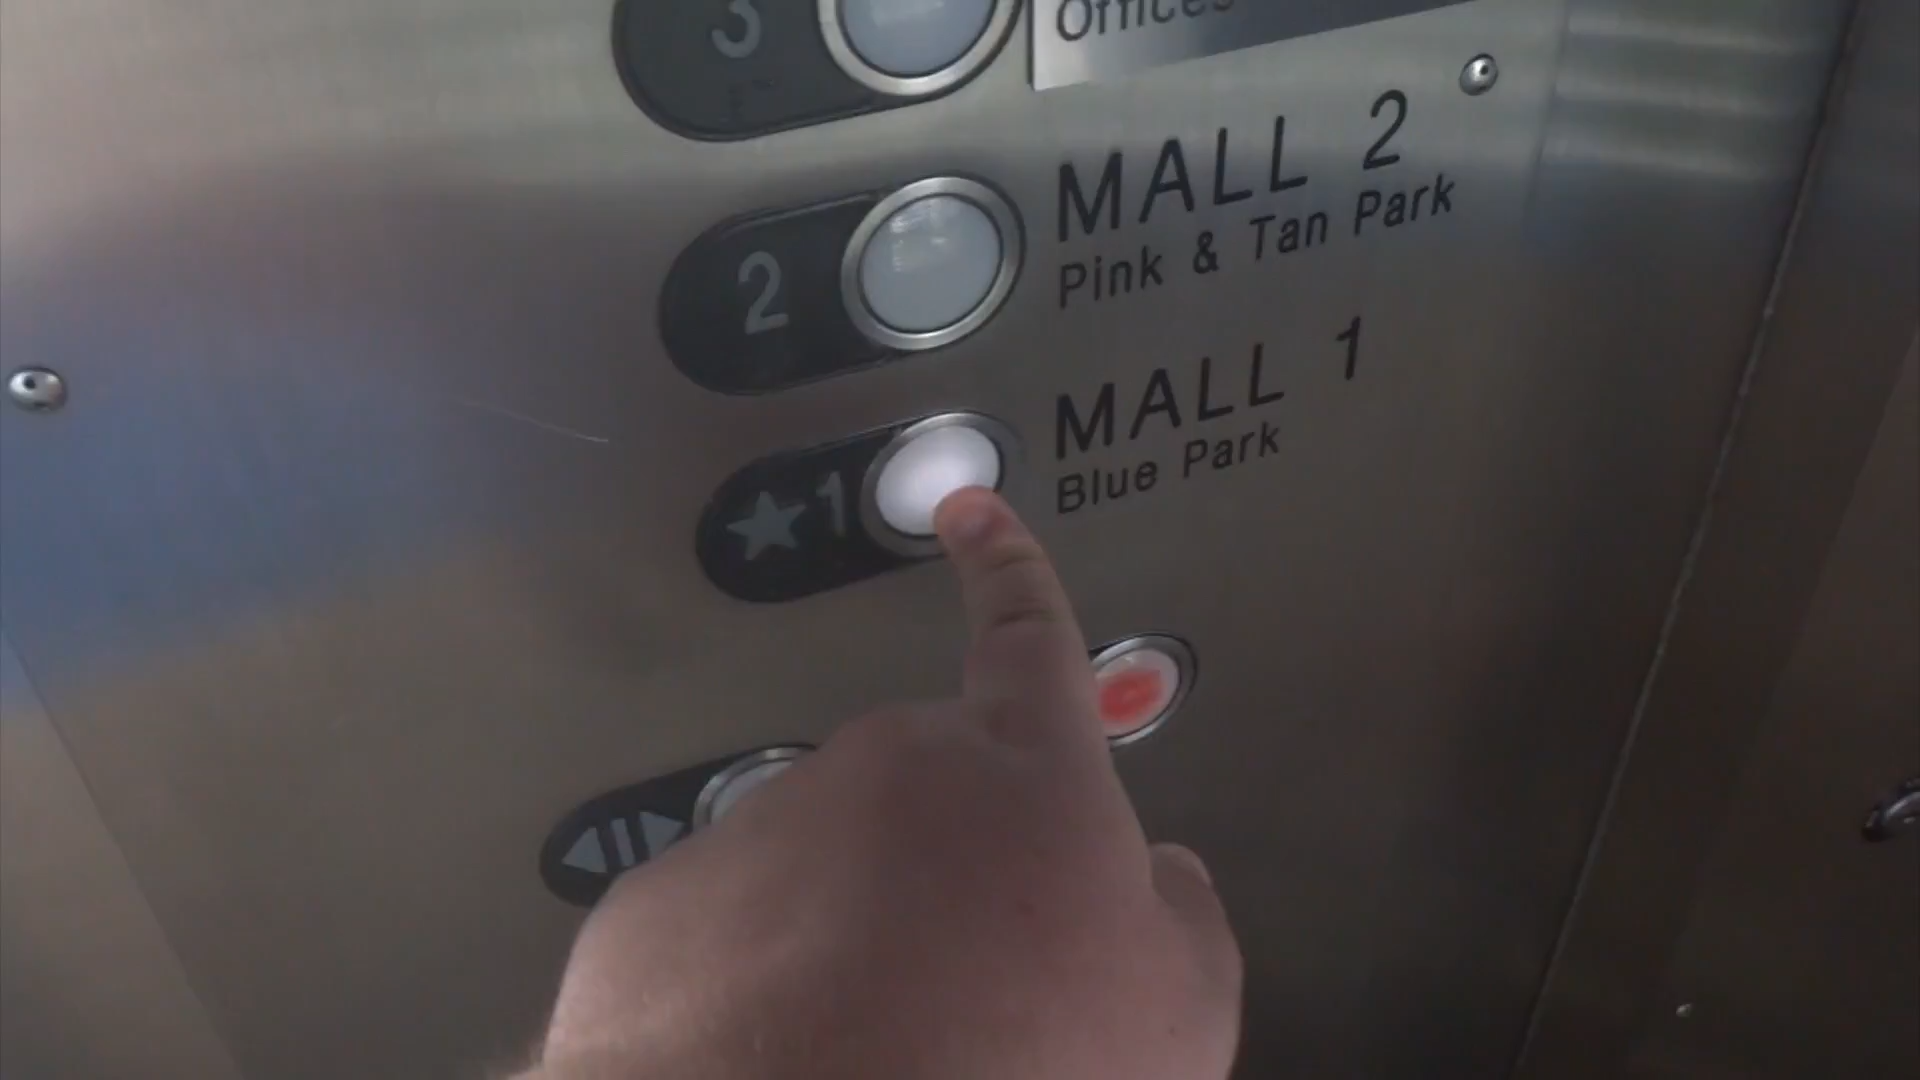 3
Offices
2
MALL 2
Pink & Tan Park
★1
MALL 1
Blue Park